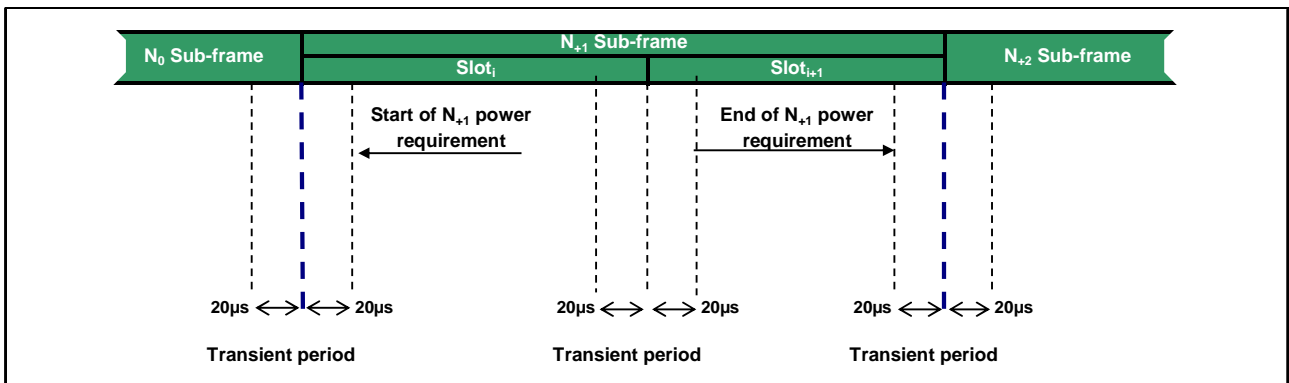 N₀ Sub-frame
N₊₁ Sub-frame
N₊₂ Sub-frame
Slotᵢ
Slotᵢ₊₁
Start of N₊₁ power
requirement
End of N₊₁ power
requirement
20µs
20µs
20µs
20µs
20µs
20µs
Transient period
Transient period
Transient period